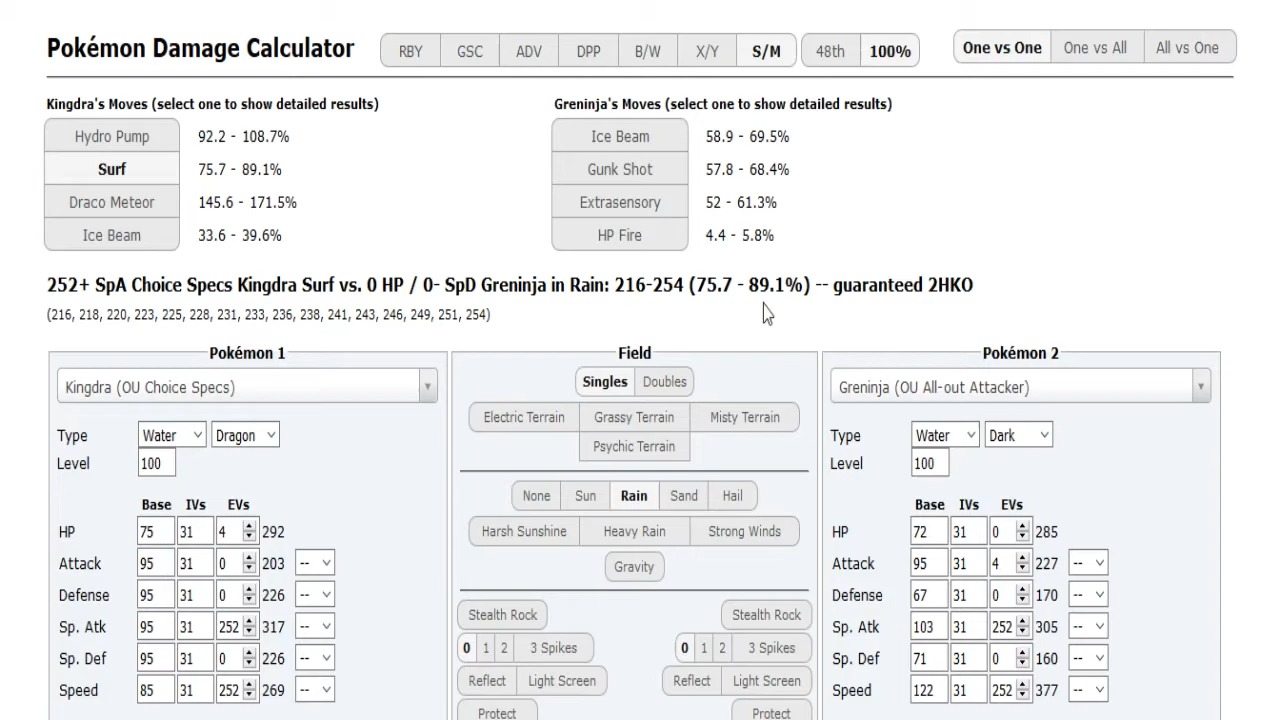 Pokémon Damage Calculator RBY GSC ADV DPP B/W X/Y S/M 48th 100% One vs One One vs All All vs One
Kingdra's Moves (select one to show detailed results) Greninja's Moves (select one to show detailed results)
Hydro Pump 92.2 - 108.7% Ice Beam 58.9 - 69.5%
Surf 75.7 - 89.1% Gunk Shot 57.8 - 68.4%
Draco Meteor 145.6 - 171.5% Extrasensory 52 - 61.3%
Ice Beam 33.6 - 39.6% HP Fire 4.4 - 5.8%
252+ SpA Choice Specs Kingdra Surf vs. 0 HP / 0- SpD Greninja in Rain: 216-254 (75.7 - 89.1%) -- guaranteed 2HKO
(216, 218, 220, 223, 225, 228, 231, 233, 236, 238, 241, 243, 246, 249, 251, 254)
Pokémon 1
Kingdra (OU Choice Specs)
Type Water Dragon
Level 100
Base IVs EVs
HP 75 31 4 292
Attack 95 31 0 203 --
Defense 95 31 0 226 --
Sp. Atk 95 31 252 317 --
Sp. Def 95 31 0 226 --
Speed 85 31 252 269 --
Field
Singles Doubles
Electric Terrain Grassy Terrain Misty Terrain
Psychic Terrain
None Sun Rain Sand Hail
Harsh Sunshine Heavy Rain Strong Winds
Gravity
Stealth Rock Stealth Rock
0 1 2 3 Spikes 0 1 2 3 Spikes
Reflect Light Screen Reflect Light Screen
Protect Protect
Pokémon 2
Greninja (OU All-out Attacker)
Type Water Dark
Level 100
Base IVs EVs
HP 72 31 0 285
Attack 95 31 4 227 --
Defense 67 31 0 170 --
Sp. Atk 103 31 252 305 --
Sp. Def 71 31 0 160 --
Speed 122 31 252 377 --